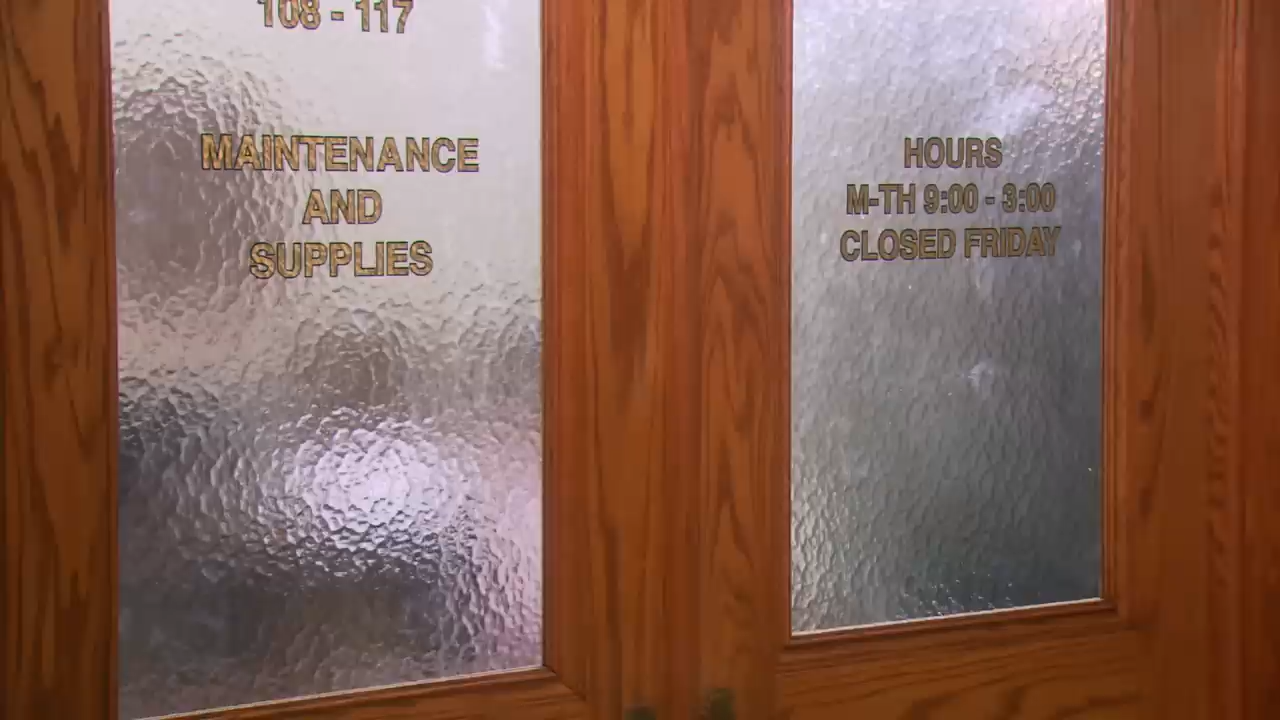 108 - 117
MAINTENANCE
AND
SUPPLIES
HOURS
M-TH 9:00 - 3:00
CLOSED FRIDAY